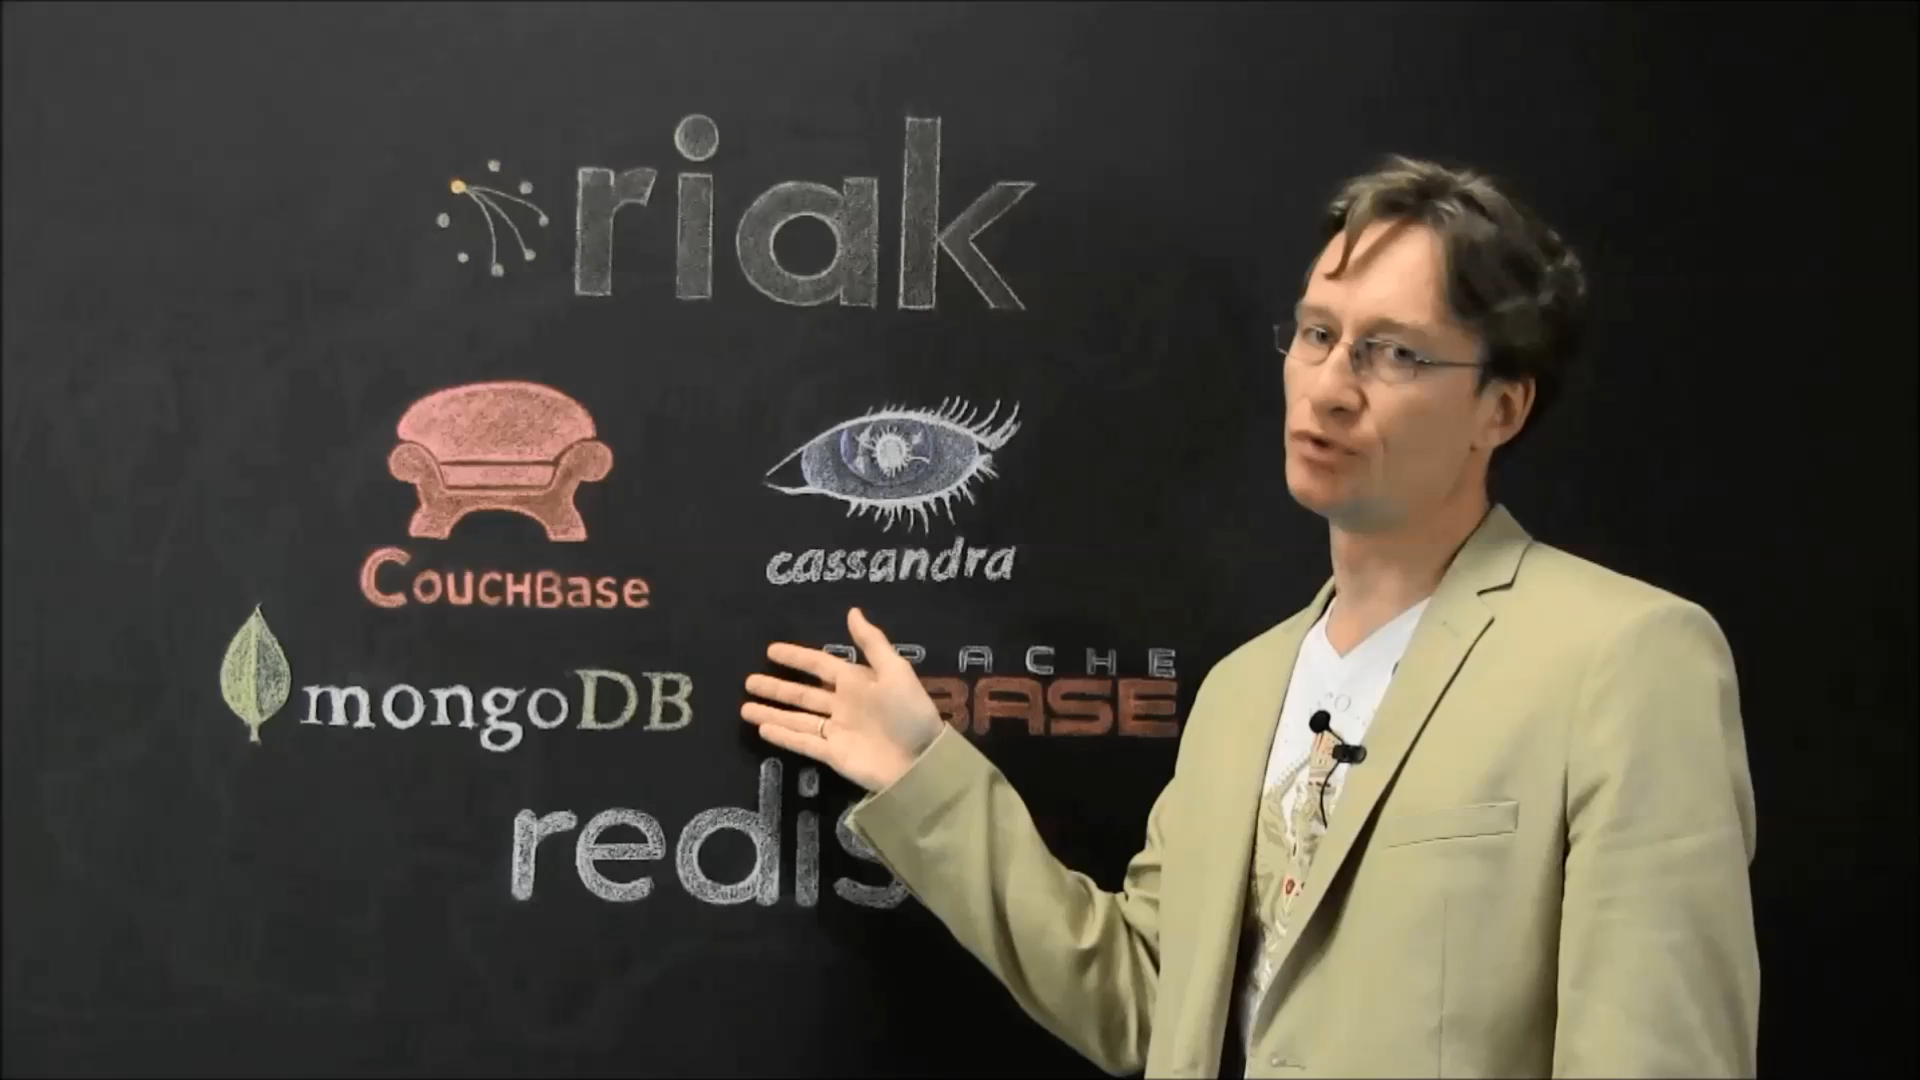 riak
CouchBase
cassandra
APACHE
BASE
mongoDB
redis